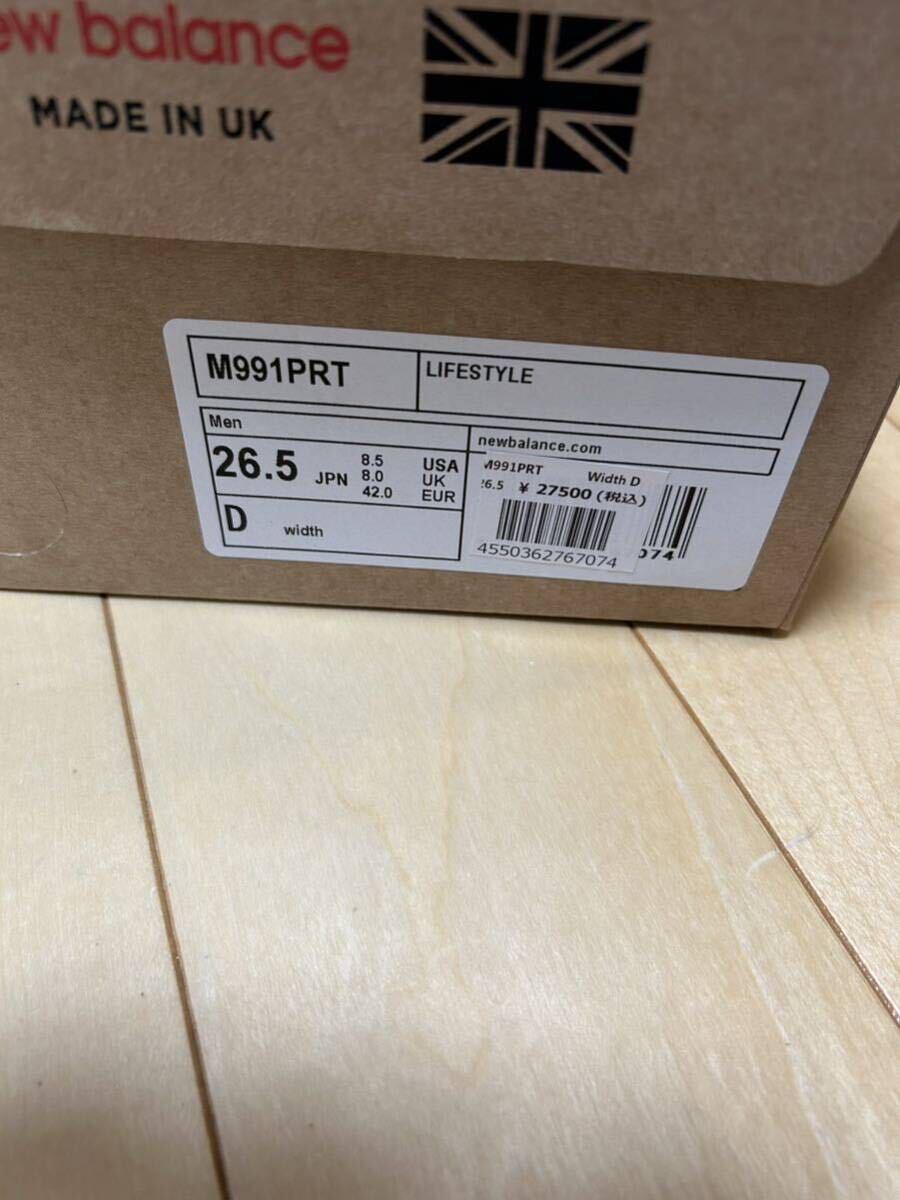 ew balance
MADE IN UK
M991PRT
LIFESTYLE
Men
newbalance.com
26.5 JPN
8.5 USA
8.0 UK
42.0 EUR
D width
M991PRT Width D
26.5 ¥ 27500 (税込)
4550362767074
074